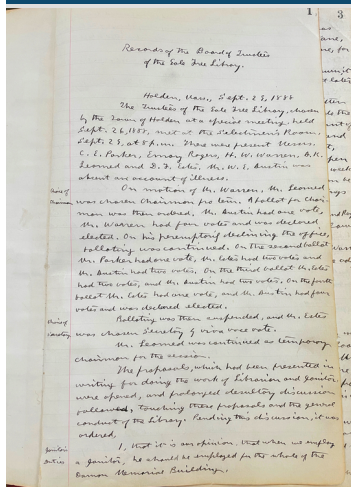 1.
3
Records of the Board of Trustees
of the Gale Free Library.
Holden, Mass., Sept. 28, 1888
The Trustees of the Gale Free Library, chosen
by the Town of Holden at a special meeting, held
Sept. 26, 1888, met at the Selectmen's Room,
Sept. 28, at 8 p.m. There were present Messrs.
C. E. Parker, Emory Rogers, H. W. Warren,
Learned and D. F. Estes. Mr. W. E. Austin was
absent on account of illness.
Choice of
Chairman
On motion of Mr. Warren, Mr. Learned
was chosen Chairman pro tem. A ballot for Chair-
man was then ordered. Mr. Austin had one vote,
Mr. Warren had four votes and was declared
elected. On his peremptorily declining the office,
balloting was continued. On the second ballot
Mr. Parker had one vote, Mr. Estes had two votes and
Mr. Austin had two votes. On the third ballot Mr. Estes
had two votes, and Mr. Austin had two votes. On the fourth
ballot Mr. Estes had one vote, and Mr. Austin had four
votes and was declared elected.
Choice of
Secretary
Balloting was then suspended, and Mr. Estes
was chosen Secretary by viva voce vote.
Mr. Learned was continued as temporary
chairman for the session.
The proposals, which had been presented in
writing for doing the work of Librarian and Janitor
were opened, and prolonged desultory discussion
followed, touching these proposals and the general
conduct of the Library. Pending this discussion, it was
ordered,
Janitor's
duties
1, that it is our opinion, that when we employ
a janitor, he should be employed for the whole of the
Damon Memorial Building.